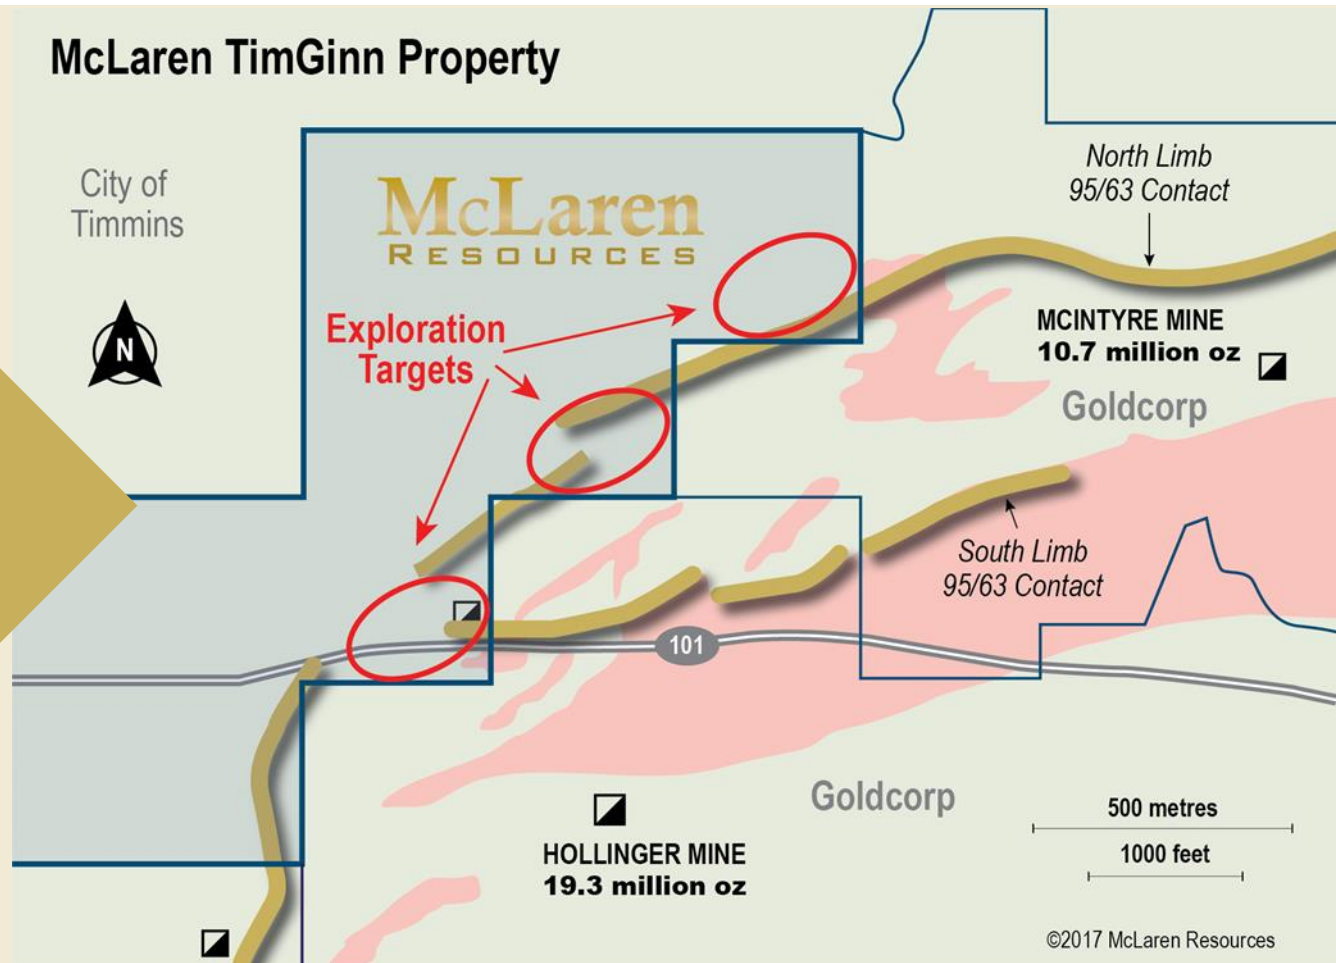 McLaren TimGinn Property
City of
Timmins
McLaren
RESOURCES
North Limb
95/63 Contact
N
Exploration
Targets
MCINTYRE MINE
10.7 million oz
Goldcorp
South Limb
95/63 Contact
101
Goldcorp
HOLLINGER MINE
19.3 million oz
500 metres
1000 feet
©2017 McLaren Resources